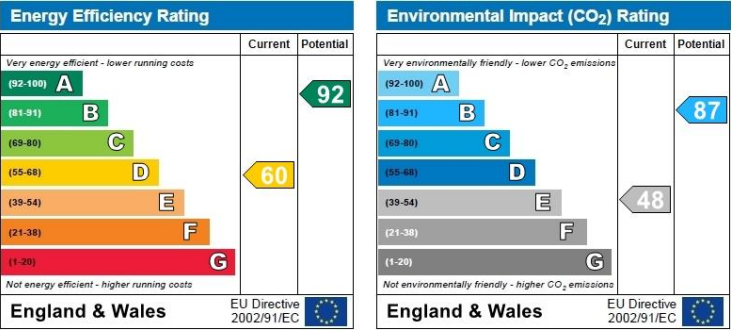 Energy Efficiency Rating
Current Potential
Very energy efficient - lower running costs
(92-100) A
92
(81-91) B
(69-80) C
(55-68) D
60
(39-54) E
(21-38) F
(1-20) G
Not energy efficient - higher running costs
England & Wales
EU Directive
2002/91/EC
Environmental Impact (CO2) Rating
Current Potential
Very environmentally friendly - lower CO2 emissions
(92-100) A
(81-91) B
87
(69-80) C
(55-68) D
(39-54) E
48
(21-38) F
(1-20) G
Not environmentally friendly - higher CO2 emissions
England & Wales
EU Directive
2002/91/EC